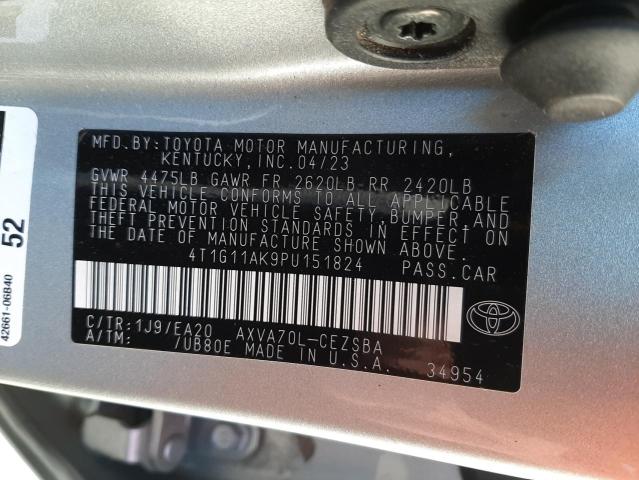 MFD.BY:TOYOTA MOTOR MANUFACTURING,
KENTUCKY, INC.04/23
GVWR 4475LB GAWR FR 2620LB RR 2420LB
THIS VEHICLE CONFORMS TO ALL APPLICABLE
FEDERAL MOTOR VEHICLE SAFETY, BUMPER, AND
THEFT PREVENTION STANDARDS IN EFFECT ON
THE DATE OF MANUFACTURE SHOWN ABOVE.
4T1G11AK9PU151824 PASS.CAR
C/TR:1J9/EA20 AXVA70L-CEZSBA
A/TM: /UB80E MADE IN U.S.A. 34954
52
42661-06B40